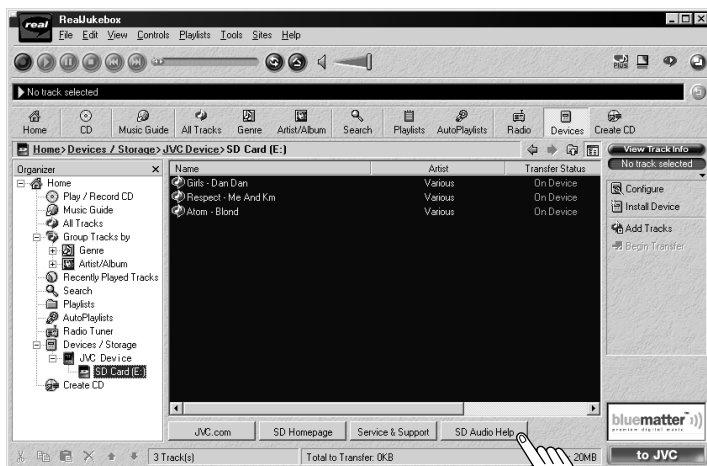 real
RealJukebox
File Edit View Controls Playlists Tools Sites Help
PLUS
No track selected
Home CD Music Guide All Tracks Genre Artist/Album Search Playlists AutoPlaylists Radio Devices Create CD
Home>Devices / Storage>JVC Device>SD Card (E:)
View Track Info
No track selected
Organizer X
Home
Play / Record CD
Music Guide
All Tracks
Group Tracks by
Genre
Artist/Album
Recently Played Tracks
Search
Playlists
AutoPlaylists
Radio Tuner
Devices / Storage
JVC Device
SD Card (E:)
Create CD
Name Artist Transfer Status
Girls - Dan Dan Various On Device
Respect - Me And Km Various On Device
Atom - Blond Various On Device
Configure
Install Device
Add Tracks
Begin Transfer
JVC.com SD Homepage Service & Support SD Audio Help
bluematter
premium digital music
3 Track(s) Total to Transfer: 0KB 20MB
to JVC